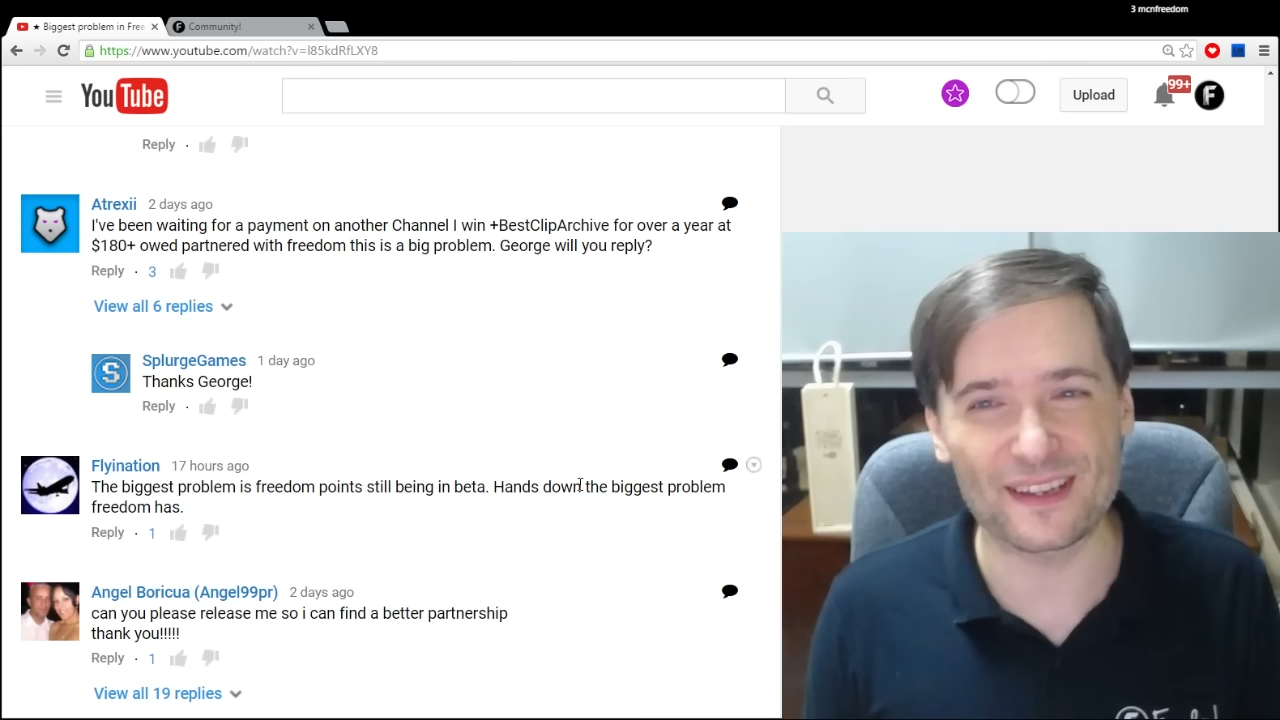 3 mcnfreedom
★ Biggest problem in Free
Community!
https://www.youtube.com/watch?v=l85kdRfLXY8
YouTube
Upload
99+
Reply
Atrexii 2 days ago
I've been waiting for a payment on another Channel I win +BestClipArchive for over a year at
$180+ owed partnered with freedom this is a big problem. George will you reply?
Reply · 3
View all 6 replies
SplurgeGames 1 day ago
Thanks George!
Reply ·
Flyination 17 hours ago
The biggest problem is freedom points still being in beta. Hands down the biggest problem
freedom has.
Reply · 1
Angel Boricua (Angel99pr) 2 days ago
can you please release me so i can find a better partnership
thank you!!!!!
Reply · 1
View all 19 replies